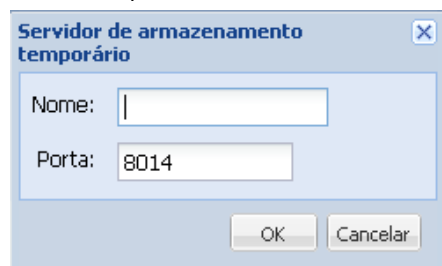 Servidor de armazenamento
temporário
Nome:
Porta: 8014
OK Cancelar